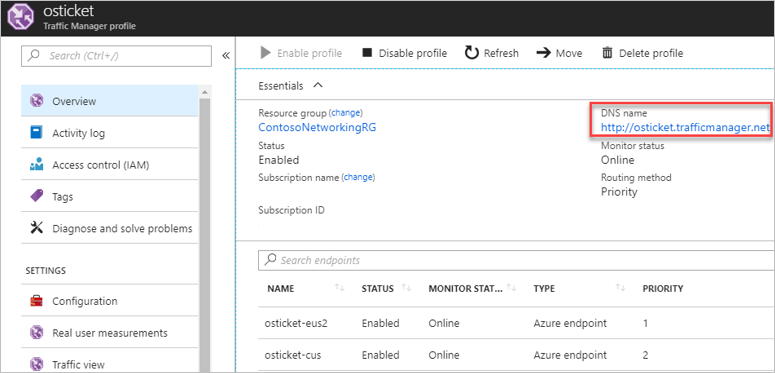 osticket
Traffic Manager profile
Search (Ctrl+/)
Overview
Activity log
Access control (IAM)
Tags
Diagnose and solve problems
SETTINGS
Configuration
Real user measurements
Traffic view
Enable profile Disable profile Refresh Move Delete profile
Essentials
Resource group (change)
ContosoNetworkingRG
Status
Enabled
Subscription name (change)
Subscription ID
DNS name
http://osticket.trafficmanager.net
Monitor status
Online
Routing method
Priority
Search endpoints
NAME STATUS MONITOR STAT... TYPE PRIORITY
osticket-eus2 Enabled Online Azure endpoint 1
osticket-cus Enabled Online Azure endpoint 2